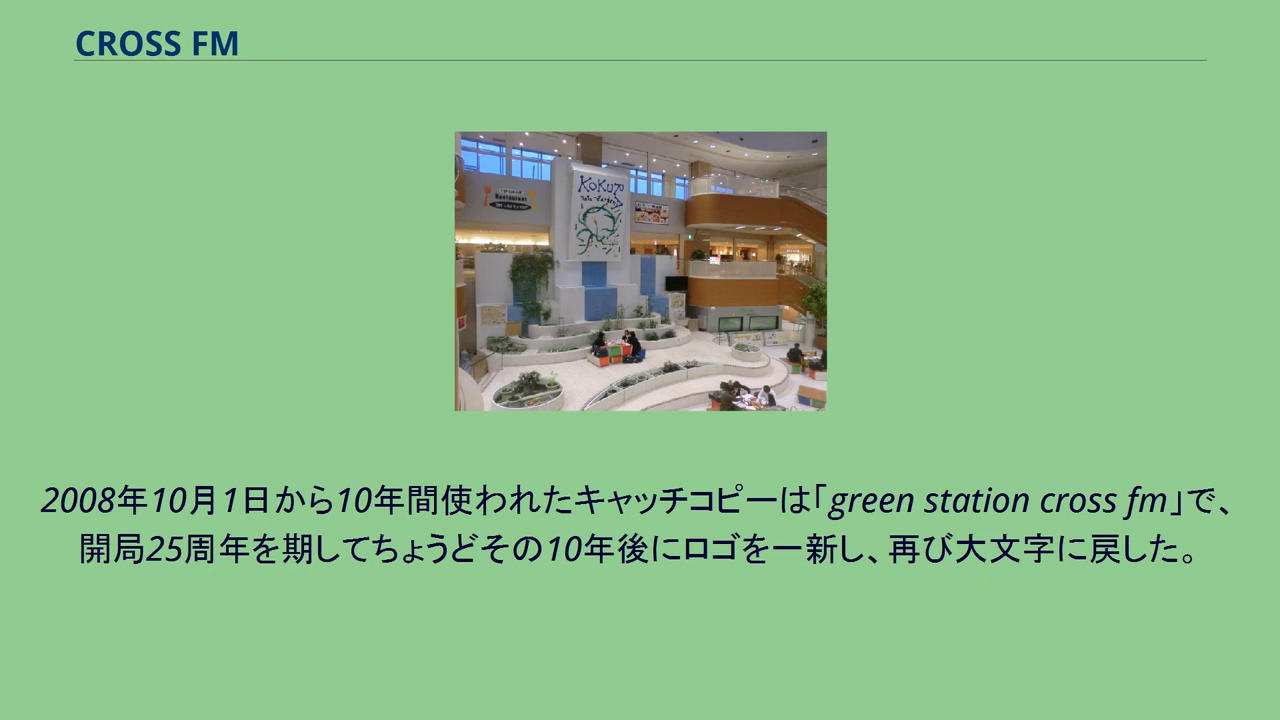 CROSS FM
KOKURA
Restaurant
2008年10月1日から10年間使われたキャッチコピーは｢green station cross fm｣で、
開局25周年を期してちょうどその10年後にロゴを一新し、再び大文字に戻した。